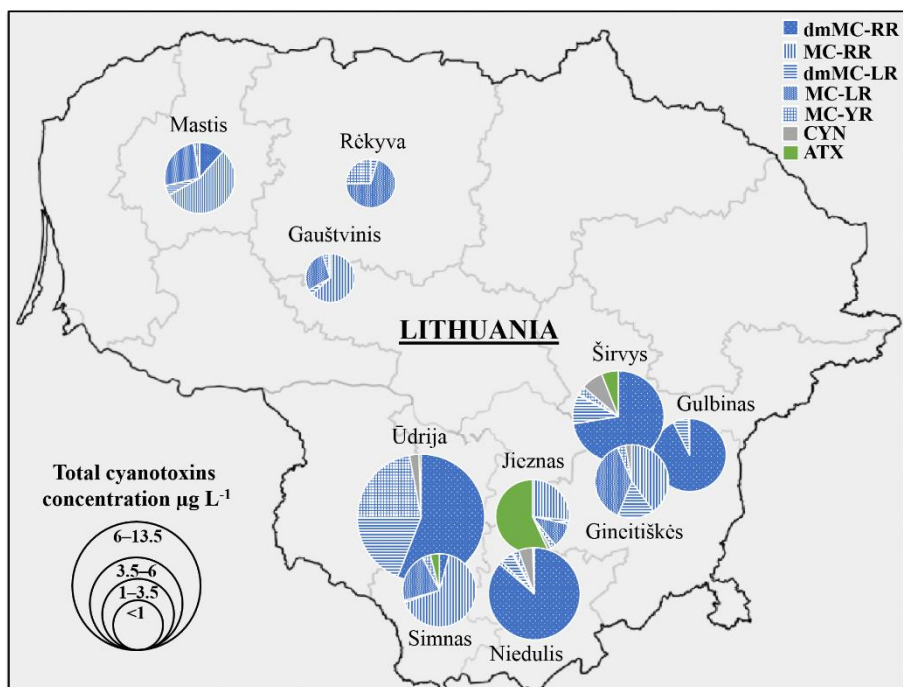 dmMC-RR
MC-RR
dmMC-LR
MC-LR
MC-YR
CYN
ATX
Mastis
Rėkyva
Gauštvinis
LITHUANIA
Širvys
Gulbinas
Ūdrija
Jieznas
Gineitiškės
Simnas
Niedulis
Total cyanotoxins
concentration µg L⁻¹
6–13.5
3.5–6
1–3.5
<1